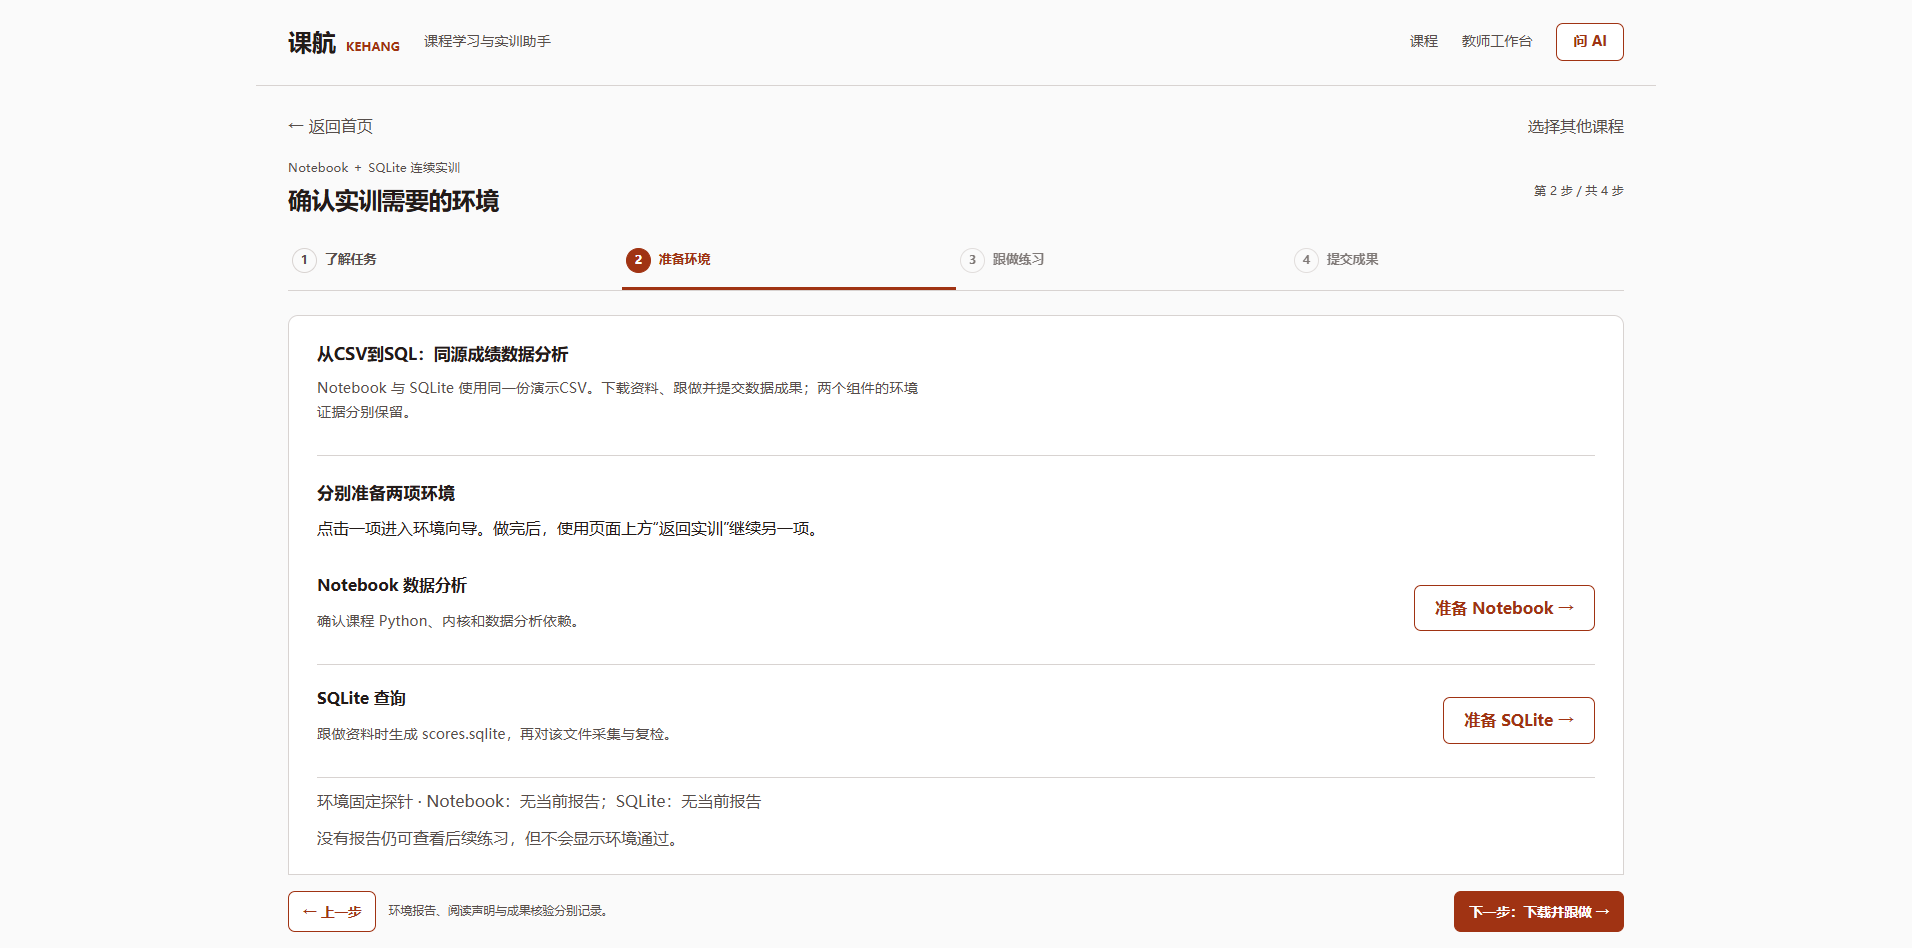 课航 KEHANG 课程学习与实训助手 课程 教师工作台 问 AI
← 返回首页 选择其他课程
Notebook + SQLite 连续实训
确认实训需要的环境 第 2 步 / 共 4 步
1 了解任务 2 准备环境 3 跟做练习 4 提交成果
从CSV到SQL：同源成绩数据分析
Notebook 与 SQLite 使用同一份演示CSV。下载资料、跟做并提交数据成果；两个组件的环境
证据分别保留。
分别准备两项环境
点击一项进入环境向导。做完后，使用页面上方“返回实训”继续另一项。
Notebook 数据分析
确认课程 Python、内核和数据分析依赖。
准备 Notebook →
SQLite 查询
跟做资料时生成 scores.sqlite，再对该文件采集与复检。
准备 SQLite →
环境固定探针 · Notebook：无当前报告；SQLite：无当前报告
没有报告仍可查看后续练习，但不会显示环境通过。
← 上一步 环境报告、阅读声明与成果核验分别记录。 下一步：下载并跟做 →